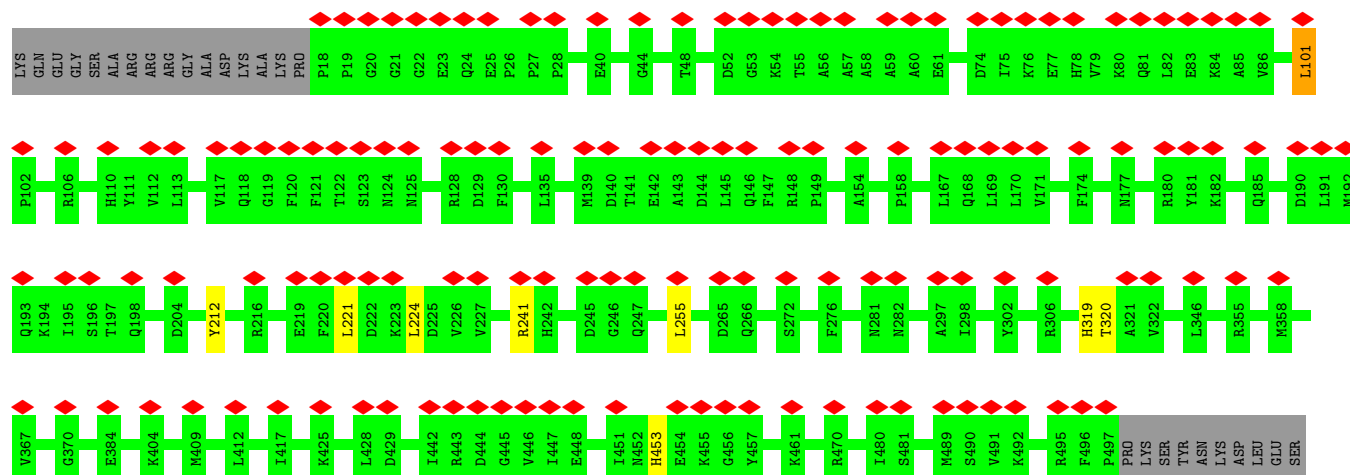 LYS GLN GLU GLY SER ALA ARG ARG ARG GLY ALA ASP LYS ALA LYS PRO P18 P19 G20 G21 G22 E23 Q24 E25 P26 P27 P28 E40 G44 T48 D52 G53 K54 T55 A56 A57 A58 A59 A60 E61 D74 I75 K76 E77 H78 V79 K80 Q81 L82 E83 K84 A85 V86 L101
P102 R106 H110 Y111 V112 L113 V117 Q118 G119 F120 F121 T122 S123 N124 N125 R128 D129 F130 L135 M139 D140 T141 E142 A143 D144 L145 Q146 F147 R148 P149 A154 P158 L167 Q168 L169 L170 V171 F174 N177 R180 Y181 K182 Q185 D190 L191 M192
Q193 K194 I195 S196 T197 Q198 D204 Y212 R216 E219 F220 L221 D222 K223 L224 D225 V226 V227 R241 H242 D245 G246 Q247 L255 D265 Q266 S272 F276 N281 N282 A297 I298 Y302 R306 H319 T320 A321 V322 L346 R355 M358
V367 G370 E384 K404 M409 L412 I417 K425 L428 D429 I442 R443 D444 G445 V446 I447 E448 I451 N452 H453 E454 K455 G456 Y457 K461 R470 I480 S481 M489 S490 V491 K492 R495 F496 P497 PRO LYS SER TYR ASN LYS ASP LEU GLU SER